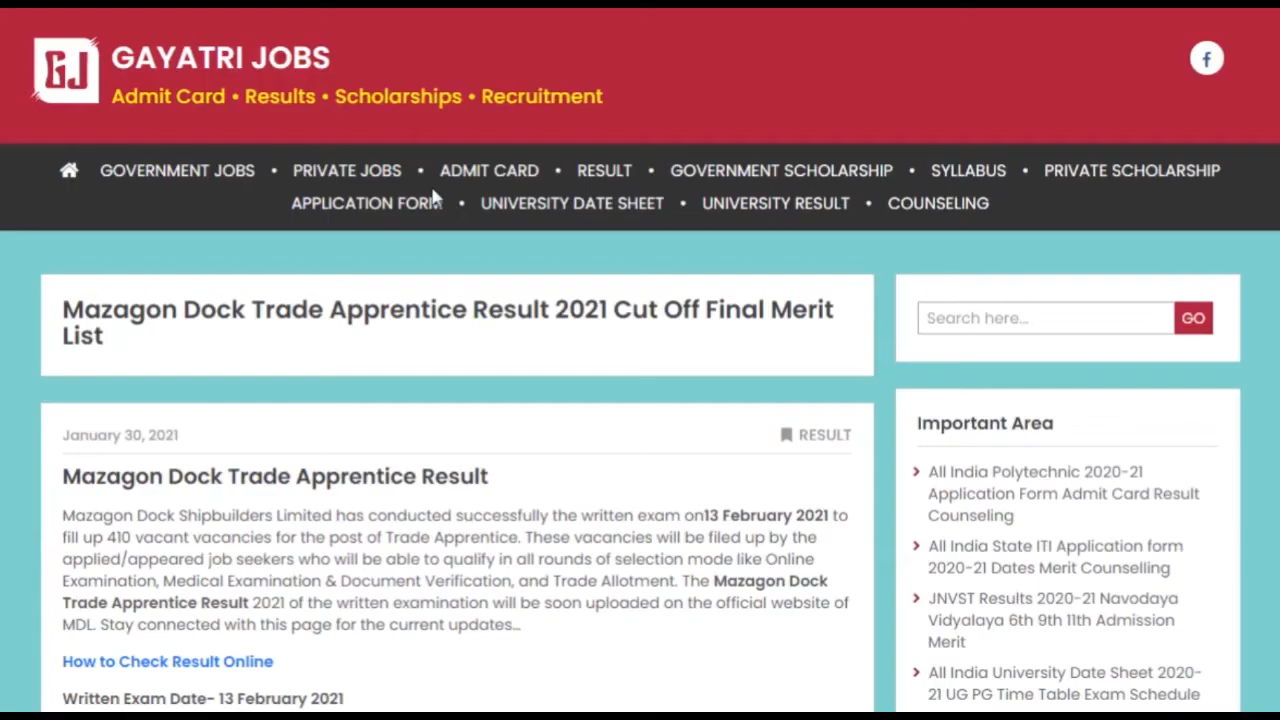 GJ
GAYATRI JOBS
Admit Card • Results • Scholarships • Recruitment
f
GOVERNMENT JOBS • PRIVATE JOBS • ADMIT CARD • RESULT • GOVERNMENT SCHOLARSHIP • SYLLABUS • PRIVATE SCHOLARSHIP
APPLICATION FORM • UNIVERSITY DATE SHEET • UNIVERSITY RESULT • COUNSELING
Mazagon Dock Trade Apprentice Result 2021 Cut Off Final Merit
List
January 30, 2021
RESULT
Mazagon Dock Trade Apprentice Result
Mazagon Dock Shipbuilders Limited has conducted successfully the written exam on13 February 2021 to
fill up 410 vacant vacancies for the post of Trade Apprentice. These vacancies will be filed up by the
applied/appeared job seekers who will be able to qualify in all rounds of selection mode like Online
Examination, Medical Examination & Document Verification, and Trade Allotment. The Mazagon Dock
Trade Apprentice Result 2021 of the written examination will be soon uploaded on the official website of
MDL. Stay connected with this page for the current updates...
How to Check Result Online
Written Exam Date- 13 February 2021
Search here...
GO
Important Area
All India Polytechnic 2020-21
Application Form Admit Card Result
Counseling
All India State ITI Application form
2020-21 Dates Merit Counselling
JNVST Results 2020-21 Navodaya
Vidyalaya 6th 9th 11th Admission
Merit
All India University Date Sheet 2020-
21 UG PG Time Table Exam Schedule